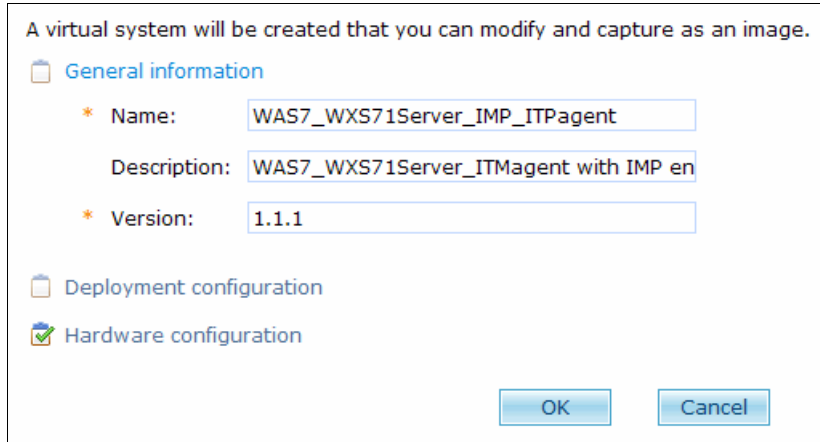 A virtual system will be created that you can modify and capture as an image.
General information
* Name: WAS7_WXS71Server_IMP_ITPagent
Description: WAS7_WXS71Server_ITMagent with IMP en
* Version: 1.1.1
Deployment configuration
Hardware configuration
OK Cancel